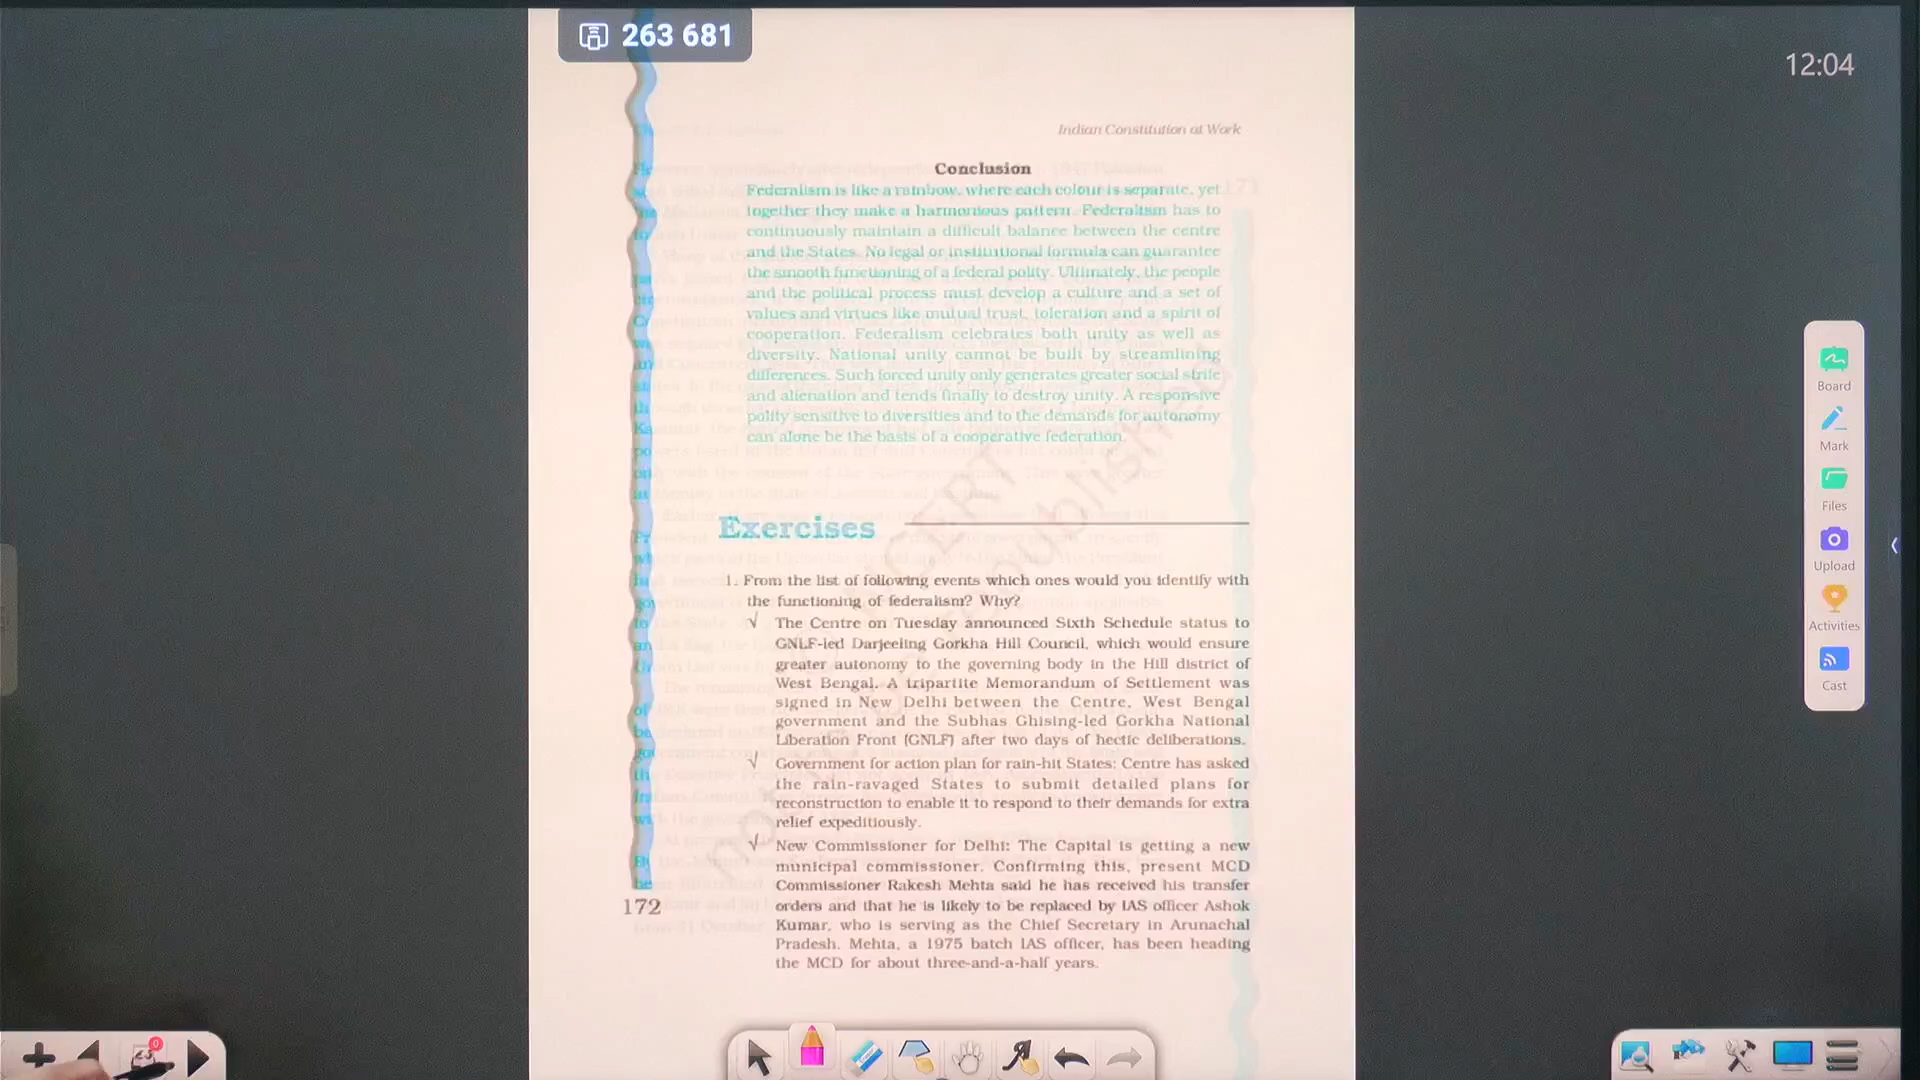 263 681
12:04
Indian Constitution at Work
Conclusion
Federalism is like a rainbow, where each colour is separate, yet
together they make a harmonious pattern. Federalism has to
continuously maintain a difficult balance between the centre
and the States. No legal or institutional formula can guarantee
the smooth functioning of a federal polity. Ultimately, the people
and the political process must develop a culture and a set of
values and virtues like mutual trust, toleration and a spirit of
cooperation. Federalism celebrates both unity as well as
diversity. National unity cannot be built by streamlining
differences. Such forced unity only generates greater social strife
and alienation and tends finally to destroy unity. A responsive
polity sensitive to diversities and to the demands for autonomy
can alone be the basis of a cooperative federation.
Exercises
1. From the list of following events which ones would you identify with
the functioning of federalism? Why?
√ The Centre on Tuesday announced Sixth Schedule status to
GNLF-led Darjeeling Gorkha Hill Council, which would ensure
greater autonomy to the governing body in the Hill district of
West Bengal. A tripartite Memorandum of Settlement was
signed in New Delhi between the Centre, West Bengal
government and the Subhas Ghising-led Gorkha National
Liberation Front (GNLF) after two days of hectic deliberations.
√ Government for action plan for rain-hit States: Centre has asked
the rain-ravaged States to submit detailed plans for
reconstruction to enable it to respond to their demands for extra
relief expeditiously.
√ New Commissioner for Delhi: The Capital is getting a new
municipal commissioner. Confirming this, present MCD
Commissioner Rakesh Mehta said he has received his transfer
orders and that he is likely to be replaced by IAS officer Ashok
Kumar, who is serving as the Chief Secretary in Arunachal
Pradesh. Mehta, a 1975 batch IAS officer, has been heading
the MCD for about three-and-a-half years.
172
171
Board
Mark
Files
Upload
Activities
Cast
0